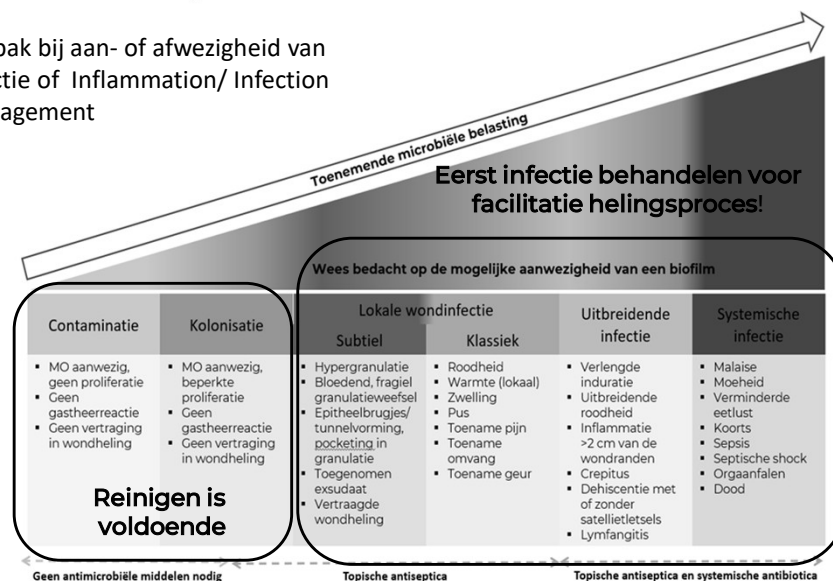 pak bij aan- of afwezigheid van
ctie of Inflammation/ Infection
agement
Toenemende microbiële belasting
Eerst infectie behandelen voor
facilitatie helingsproces!
Wees bedacht op de mogelijke aanwezigheid van een biofilm
Contaminatie
Kolonisatie
Lokale wondinfectie
Subtiel
Klassiek
Uitbreidende
infectie
Systemische
infectie
▪ MO aanwezig,
geen proliferatie
▪ Geen
gastheerreactie
▪ Geen vertraging
in wondheling
▪ MO aanwezig,
beperkte
proliferatie
▪ Geen
gastheerreactie
▪ Geen vertraging
in wondheling
▪ Hypergranulatie
▪ Bloedend, fragiel
granulatieweefsel
▪ Epitheelbrugjes/
tunnelvorming,
pocketing in
granulatie
▪ Toegenomen
exsudaat
▪ Vertraagde
wondheling
▪ Roodheid
▪ Warmte (lokaal)
▪ Zwelling
▪ Pus
▪ Toename pijn
▪ Toename
omvang
▪ Toename geur
▪ Verlengde
induratie
▪ Uitbreidende
roodheid
▪ Inflammatie
>2 cm van de
wondranden
▪ Crepitus
▪ Dehiscentie met
of zonder
satellietletsels
▪ Lymfangitis
▪ Malaise
▪ Moeheid
▪ Verminderde
eetlust
▪ Koorts
▪ Sepsis
▪ Septische shock
▪ Orgaanfalen
▪ Dood
Reinigen is
voldoende
Geen antimicrobiële middelen nodig
Topische antiseptica
Topische antiseptica en systemische antibiotica